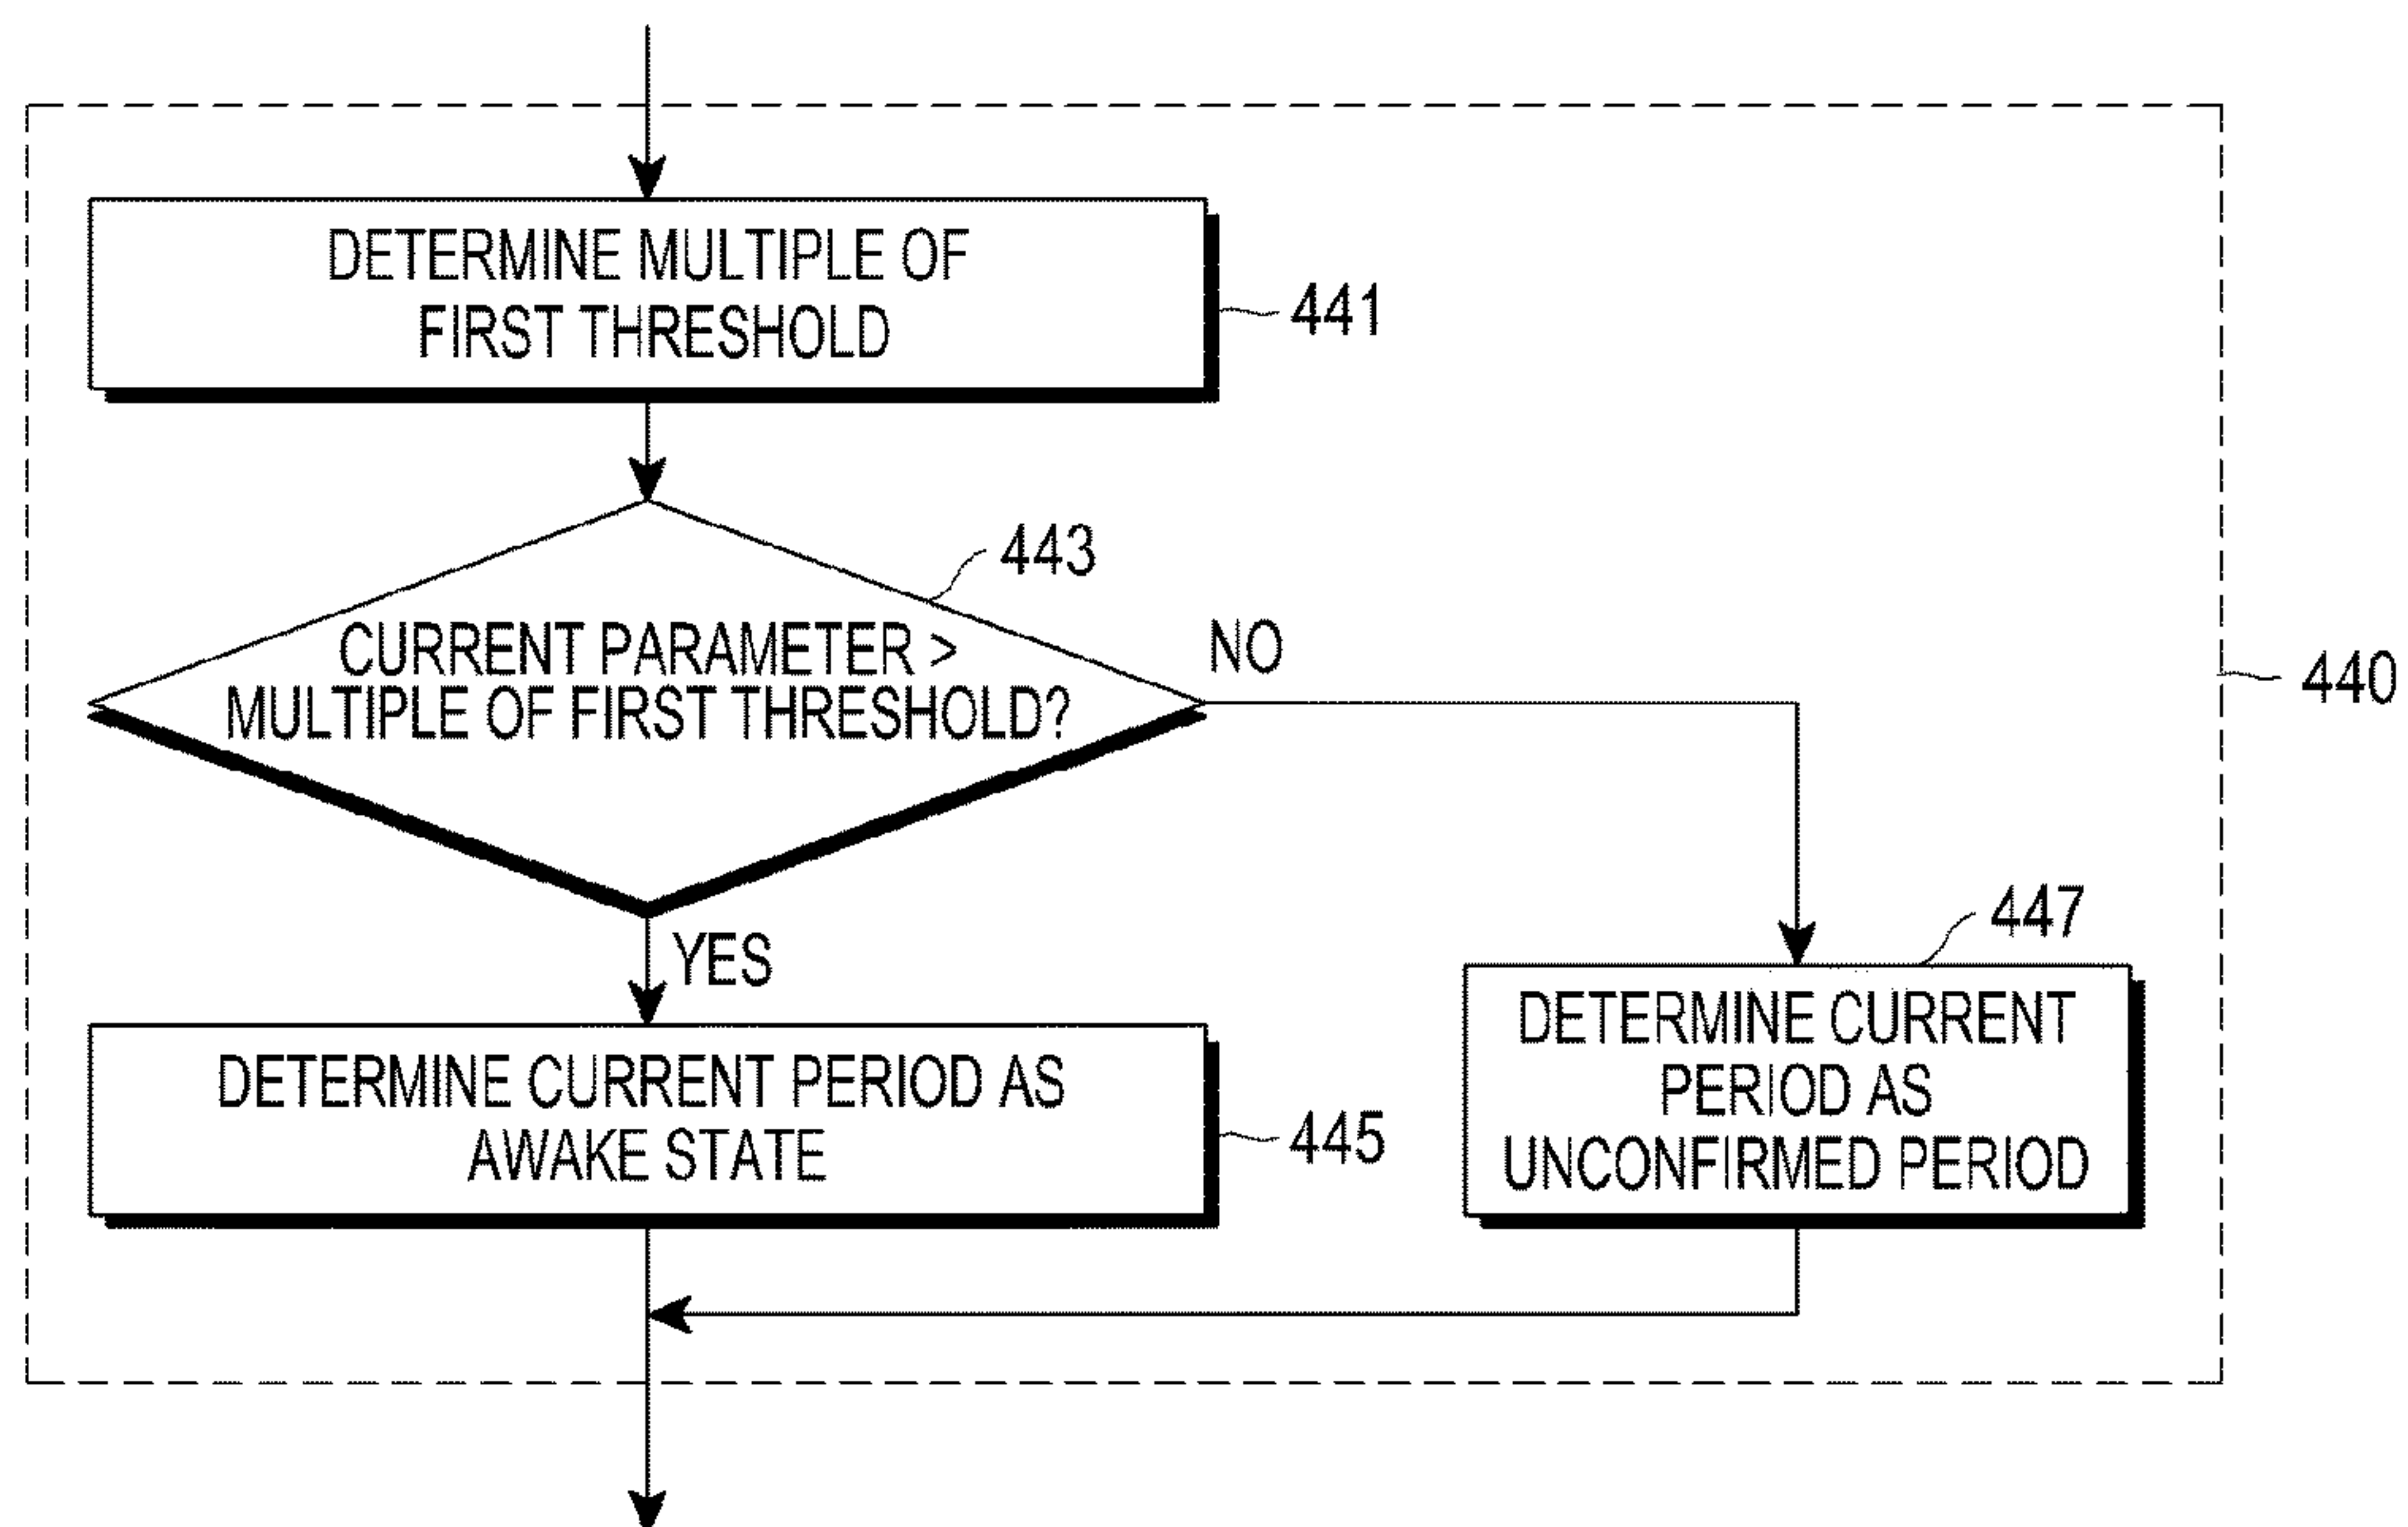 DETERMINE MULTIPLE OF
FIRST THRESHOLD
441
443
CURRENT PARAMETER >
MULTIPLE OF FIRST THRESHOLD?
NO
440
YES
447
DETERMINE CURRENT PERIOD AS
AWAKE STATE
445
DETERMINE CURRENT
PERIOD AS
UNCONFIRMED PERIOD